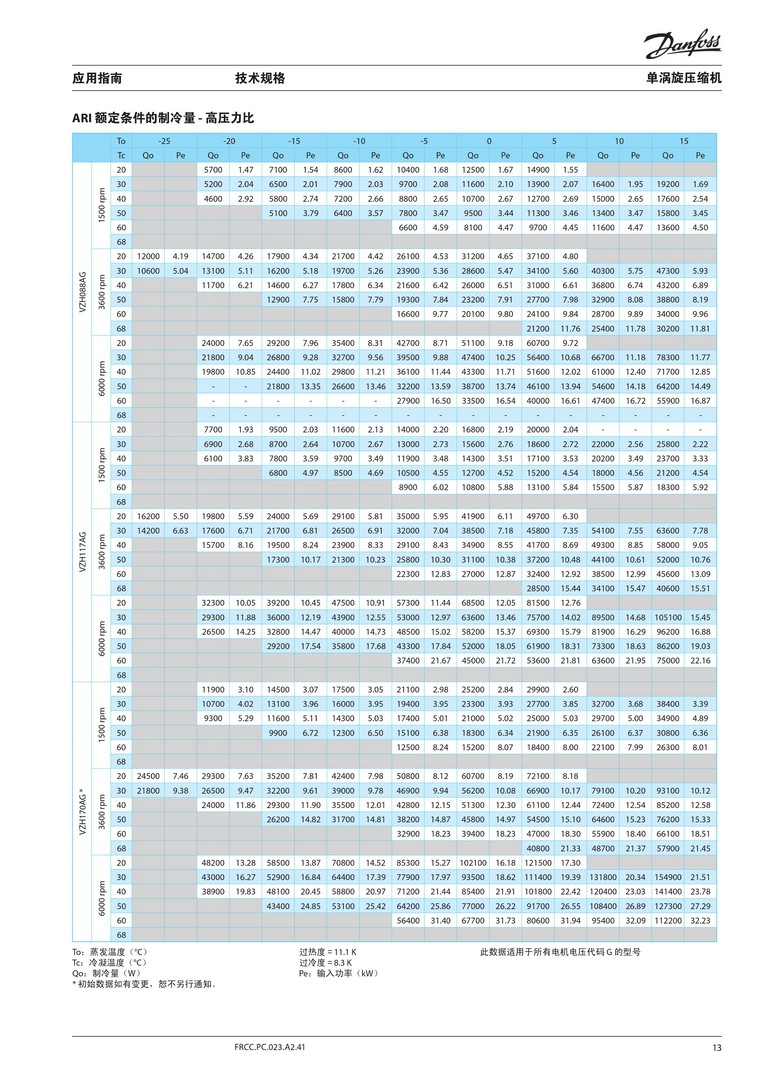 Danfoss
应用指南 技术规格 单涡旋压缩机
ARI 额定条件的制冷量 - 高压力比
To -25 -20 -15 -10 -5 0 5 10 15
Tc Qo Pe Qo Pe Qo Pe Qo Pe Qo Pe Qo Pe Qo Pe Qo Pe Qo Pe
VZH088AG
1500 rpm
20 5700 1.47 7100 1.54 8600 1.62 10400 1.68 12500 1.67 14900 1.55
30 5200 2.04 6500 2.01 7900 2.03 9700 2.08 11600 2.10 13900 2.07 16400 1.95 19200 1.69
40 4600 2.92 5800 2.74 7200 2.66 8800 2.65 10700 2.67 12700 2.69 15000 2.65 17600 2.54
50 5100 3.79 6400 3.57 7800 3.47 9500 3.44 11300 3.46 13400 3.47 15800 3.45
60 6600 4.59 8100 4.47 9700 4.45 11600 4.47 13600 4.50
68
3600 rpm
20 12000 4.19 14700 4.26 17900 4.34 21700 4.42 26100 4.53 31200 4.65 37100 4.80
30 10600 5.04 13100 5.11 16200 5.18 19700 5.26 23900 5.36 28600 5.47 34100 5.60 40300 5.75 47300 5.93
40 11700 6.21 14600 6.27 17800 6.34 21600 6.42 26000 6.51 31000 6.61 36800 6.74 43200 6.89
50 12900 7.75 15800 7.79 19300 7.84 23200 7.91 27700 7.98 32900 8.08 38800 8.19
60 16600 9.77 20100 9.80 24100 9.84 28700 9.89 34000 9.96
68 21200 11.76 25400 11.78 30200 11.81
6000 rpm
20 24000 7.65 29200 7.96 35400 8.31 42700 8.71 51100 9.18 60700 9.72
30 21800 9.04 26800 9.28 32700 9.56 39500 9.88 47400 10.25 56400 10.68 66700 11.18 78300 11.77
40 19800 10.85 24400 11.02 29800 11.21 36100 11.44 43300 11.71 51600 12.02 61000 12.40 71700 12.85
50 - - 21800 13.35 26600 13.46 32200 13.59 38700 13.74 46100 13.94 54600 14.18 64200 14.49
60 - - - - - - 27900 16.50 33500 16.54 40000 16.61 47400 16.72 55900 16.87
68 - - - - - - - - - - - - - - - -
VZH117AG
1500 rpm
20 7700 1.93 9500 2.03 11600 2.13 14000 2.20 16800 2.19 20000 2.04 - - - -
30 6900 2.68 8700 2.64 10700 2.67 13000 2.73 15600 2.76 18600 2.72 22000 2.56 25800 2.22
40 6100 3.83 7800 3.59 9700 3.49 11900 3.48 14300 3.51 17100 3.53 20200 3.49 23700 3.33
50 6800 4.97 8500 4.69 10500 4.55 12700 4.52 15200 4.54 18000 4.56 21200 4.54
60 8900 6.02 10800 5.88 13100 5.84 15500 5.87 18300 5.92
68
3600 rpm
20 16200 5.50 19800 5.59 24000 5.69 29100 5.81 35000 5.95 41900 6.11 49700 6.30
30 14200 6.63 17600 6.71 21700 6.81 26500 6.91 32000 7.04 38500 7.18 45800 7.35 54100 7.55 63600 7.78
40 15700 8.16 19500 8.24 23900 8.33 29100 8.43 34900 8.55 41700 8.69 49300 8.85 58000 9.05
50 17300 10.17 21300 10.23 25800 10.30 31100 10.38 37200 10.48 44100 10.61 52000 10.76
60 22300 12.83 27000 12.87 32400 12.92 38500 12.99 45600 13.09
68 28500 15.44 34100 15.47 40600 15.51
6000 rpm
20 32300 10.05 39200 10.45 47500 10.91 57300 11.44 68500 12.05 81500 12.76
30 29300 11.88 36000 12.19 43900 12.55 53000 12.97 63600 13.46 75700 14.02 89500 14.68 105100 15.45
40 26500 14.25 32800 14.47 40000 14.73 48500 15.02 58200 15.37 69300 15.79 81900 16.29 96200 16.88
50 29200 17.54 35800 17.68 43300 17.84 52000 18.05 61900 18.31 73300 18.63 86200 19.03
60 37400 21.67 45000 21.72 53600 21.81 63600 21.95 75000 22.16
68
VZH170AG *
1500 rpm
20 11900 3.10 14500 3.07 17500 3.05 21100 2.98 25200 2.84 29900 2.60
30 10700 4.02 13100 3.96 16000 3.95 19400 3.95 23300 3.93 27700 3.85 32700 3.68 38400 3.39
40 9300 5.29 11600 5.11 14300 5.03 17400 5.01 21000 5.02 25000 5.03 29700 5.00 34900 4.89
50 9900 6.72 12300 6.50 15100 6.38 18300 6.34 21900 6.35 26100 6.37 30800 6.36
60 12500 8.24 15200 8.07 18400 8.00 22100 7.99 26300 8.01
68
3600 rpm
20 24500 7.46 29300 7.63 35200 7.81 42400 7.98 50800 8.12 60700 8.19 72100 8.18
30 21800 9.38 26500 9.47 32200 9.61 39000 9.78 46900 9.94 56200 10.08 66900 10.17 79100 10.20 93100 10.12
40 24000 11.86 29300 11.90 35500 12.01 42800 12.15 51300 12.30 61100 12.44 72400 12.54 85200 12.58
50 26200 14.82 31700 14.81 38200 14.87 45800 14.97 54500 15.10 64600 15.23 76200 15.33
60 32900 18.23 39400 18.23 47000 18.30 55900 18.40 66100 18.51
68 40800 21.33 48700 21.37 57900 21.45
6000 rpm
20 48200 13.28 58500 13.87 70800 14.52 85300 15.27 102100 16.18 121500 17.30
30 43000 16.27 52900 16.84 64400 17.39 77900 17.97 93500 18.62 111400 19.39 131800 20.34 154900 21.51
40 38900 19.83 48100 20.45 58800 20.97 71200 21.44 85400 21.91 101800 22.42 120400 23.03 141400 23.78
50 43400 24.85 53100 25.42 64200 25.86 77000 26.22 91700 26.55 108400 26.89 127300 27.29
60 56400 31.40 67700 31.73 80600 31.94 95400 32.09 112200 32.23
68
To：蒸发温度（°C） 过热度 = 11.1 K 此数据适用于所有电机电压代码 G 的型号
Tc：冷凝温度（°C） 过冷度 = 8.3 K
Qo：制冷量（W） Pe：输入功率（kW）
* 初始数据如有变更，恕不另行通知.
FRCC.PC.023.A2.41 13